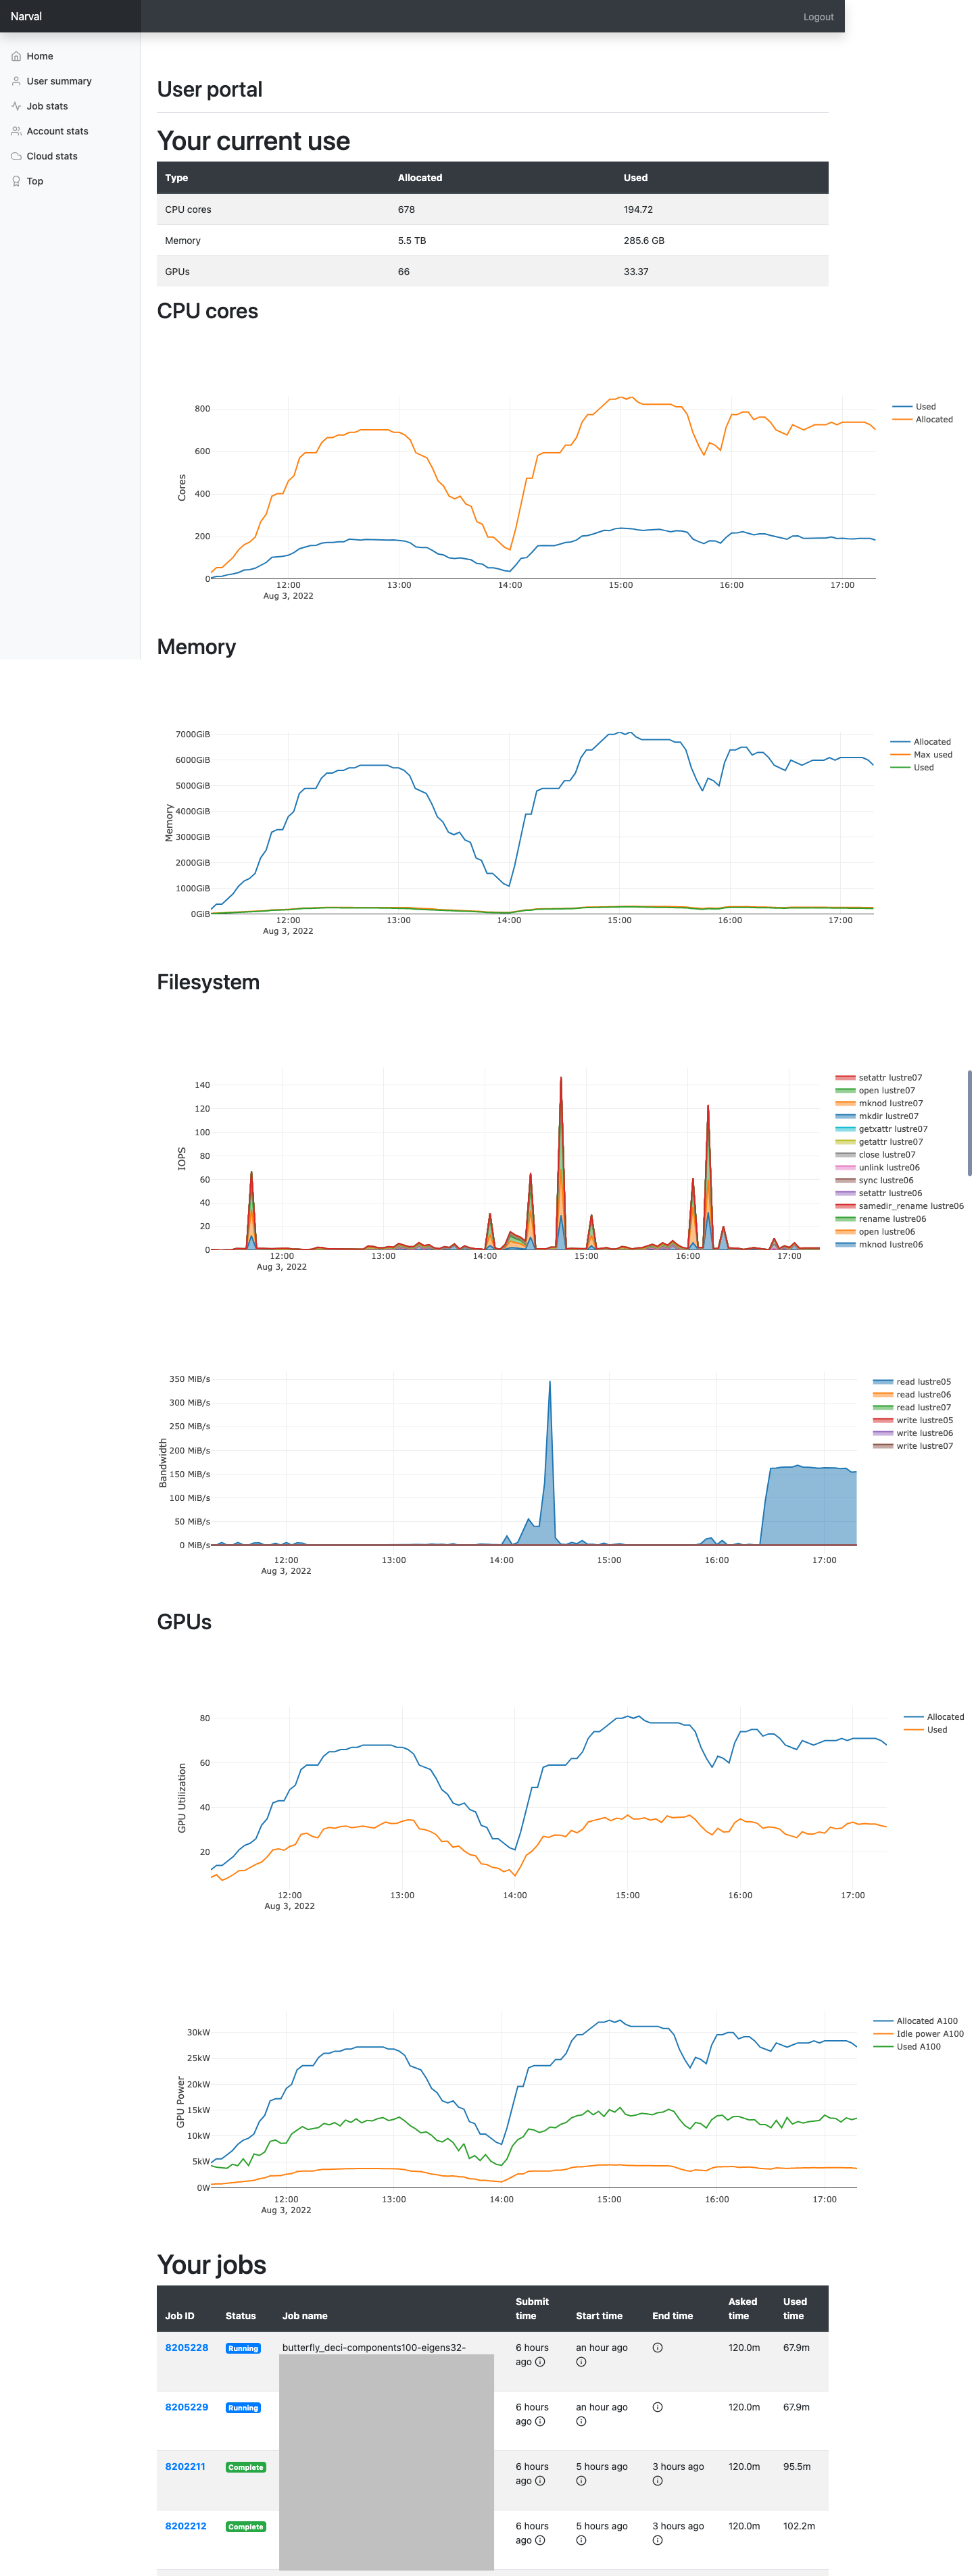 Narval
Logout
Home
User summary
Job stats
Account stats
Cloud stats
Top
User portal
Your current use
Type Allocated Used
CPU cores 678 194.72
Memory 5.5 TB 285.6 GB
GPUs 66 33.37
CPU cores
800
600
400
200
0
Cores
12:00 13:00 14:00 15:00 16:00 17:00
Aug 3, 2022
Used
Allocated
Memory
7000GiB
6000GiB
5000GiB
4000GiB
3000GiB
2000GiB
1000GiB
0GiB
Memory
12:00 13:00 14:00 15:00 16:00 17:00
Aug 3, 2022
Allocated
Max used
Used
Filesystem
140
120
100
80
60
40
20
0
IOPS
12:00 13:00 14:00 15:00 16:00 17:00
Aug 3, 2022
setattr lustre07
open lustre07
mknod lustre07
mkdir lustre07
getxattr lustre07
getattr lustre07
close lustre07
unlink lustre06
sync lustre06
setattr lustre06
samedir_rename lustre06
rename lustre06
open lustre06
mknod lustre06
350 MiB/s
300 MiB/s
250 MiB/s
200 MiB/s
150 MiB/s
100 MiB/s
50 MiB/s
0 MiB/s
Bandwidth
12:00 13:00 14:00 15:00 16:00 17:00
Aug 3, 2022
read lustre05
read lustre06
read lustre07
write lustre05
write lustre06
write lustre07
GPUs
80
60
40
20
GPU Utilization
12:00 13:00 14:00 15:00 16:00 17:00
Aug 3, 2022
Allocated
Used
30kW
25kW
20kW
15kW
10kW
5kW
0W
GPU Power
12:00 13:00 14:00 15:00 16:00 17:00
Aug 3, 2022
Allocated A100
Idle power A100
Used A100
Your jobs
Job ID Status Job name Submit time Start time End time Asked time Used time
8205228 Running butterfly_deci-components100-eigens32- 6 hours ago an hour ago 120.0m 67.9m
8205229 Running 6 hours ago an hour ago 120.0m 67.9m
8202211 Complete 6 hours ago 5 hours ago 3 hours ago 120.0m 95.5m
8202212 Complete 6 hours ago 5 hours ago 3 hours ago 120.0m 102.2m